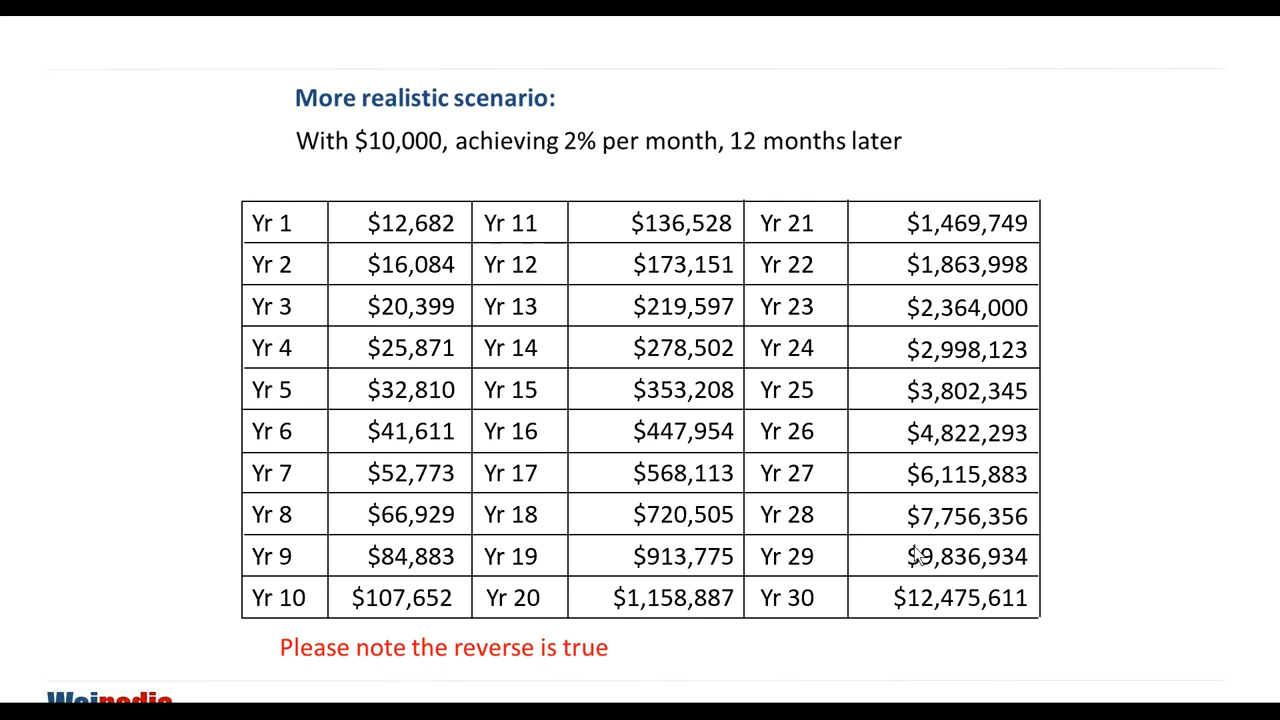 More realistic scenario:
With $10,000, achieving 2% per month, 12 months later
Yr 1 $12,682 Yr 11 $136,528 Yr 21 $1,469,749
Yr 2 $16,084 Yr 12 $173,151 Yr 22 $1,863,998
Yr 3 $20,399 Yr 13 $219,597 Yr 23 $2,364,000
Yr 4 $25,871 Yr 14 $278,502 Yr 24 $2,998,123
Yr 5 $32,810 Yr 15 $353,208 Yr 25 $3,802,345
Yr 6 $41,611 Yr 16 $447,954 Yr 26 $4,822,293
Yr 7 $52,773 Yr 17 $568,113 Yr 27 $6,115,883
Yr 8 $66,929 Yr 18 $720,505 Yr 28 $7,756,356
Yr 9 $84,883 Yr 19 $913,775 Yr 29 $9,836,934
Yr 10 $107,652 Yr 20 $1,158,887 Yr 30 $12,475,611
Please note the reverse is true